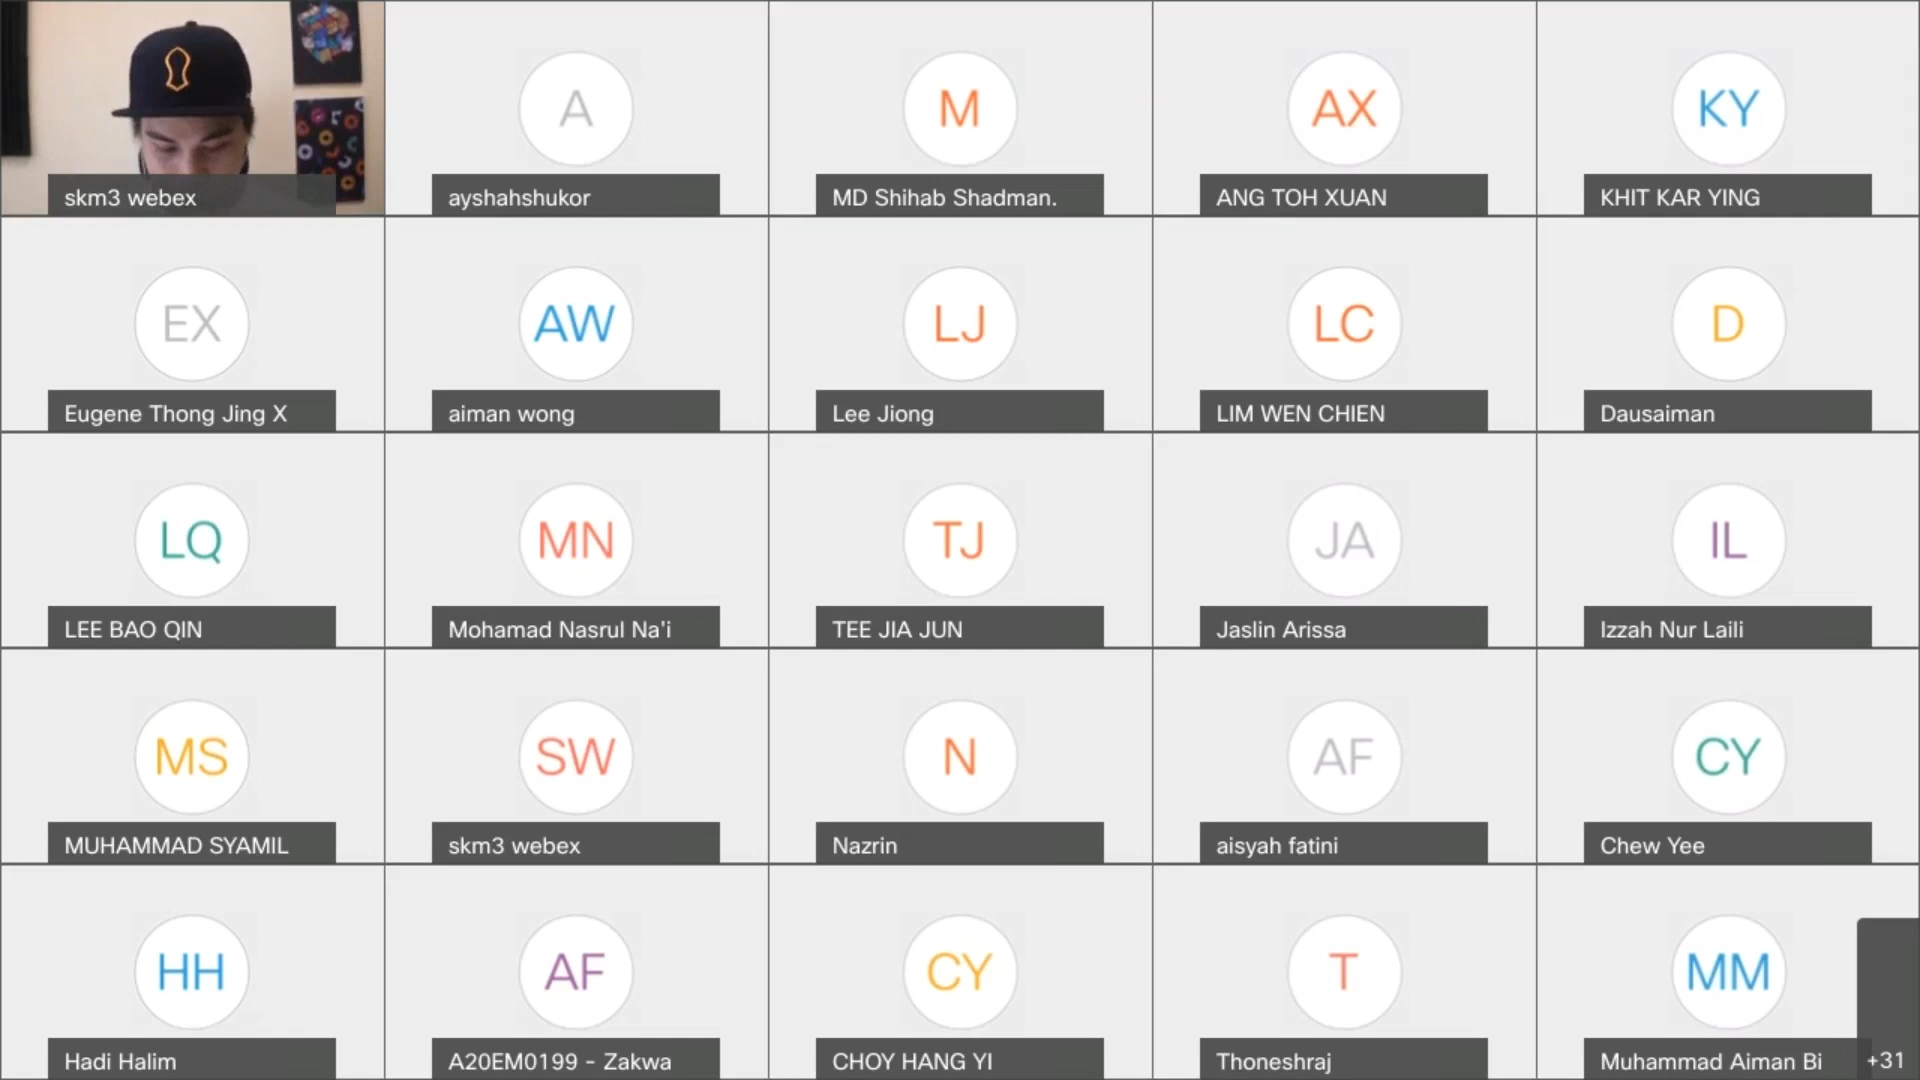 skm3 webex
A
ayshahshukor
M
MD Shihab Shadman.
AX
ANG TOH XUAN
KY
KHIT KAR YING
EX
Eugene Thong Jing X
AW
aiman wong
LJ
Lee Jiong
LC
LIM WEN CHIEN
D
Dausaiman
LQ
LEE BAO QIN
MN
Mohamad Nasrul Na'i
TJ
TEE JIA JUN
JA
Jaslin Arissa
IL
Izzah Nur Laili
MS
MUHAMMAD SYAMIL
SW
skm3 webex
N
Nazrin
AF
aisyah fatini
CY
Chew Yee
HH
Hadi Halim
AF
A20EM0199 - Zakwa
CY
CHOY HANG YI
T
Thoneshraj
MM
Muhammad Aiman Bi
+31